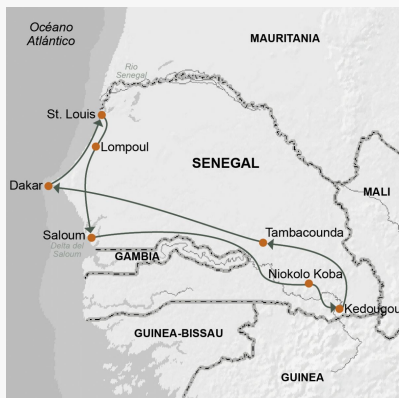 Océano
Atlántico
MAURITANIA
Rio
Senegal
St. Louis
Lompoul
SENEGAL
Dakar
MALI
Saloum
Delta del
Saloum
Tambacounda
GAMBIA
Niokolo Koba
Kedougou
GUINEA-BISSAU
GUINEA